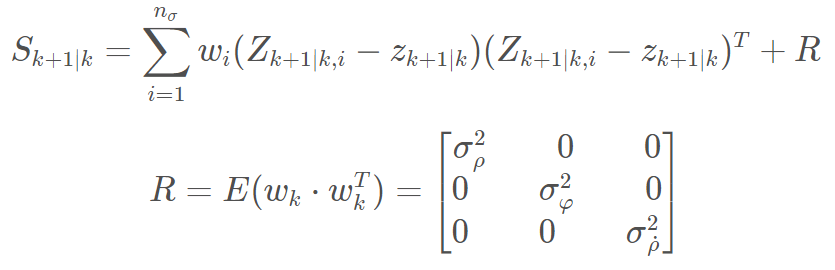 $S_{k+1|k} = \sum_{i=1}^{n_\sigma} w_i (Z_{k+1|k,i} - z_{k+1|k})(Z_{k+1|k,i} - z_{k+1|k})^T + R$
$R = E(w_k \cdot w_k^T) = \begin{bmatrix} \sigma_\rho^2 & 0 & 0 \\ 0 & \sigma_\varphi^2 & 0 \\ 0 & 0 & \sigma_{\dot{\rho}}^2 \end{bmatrix}$